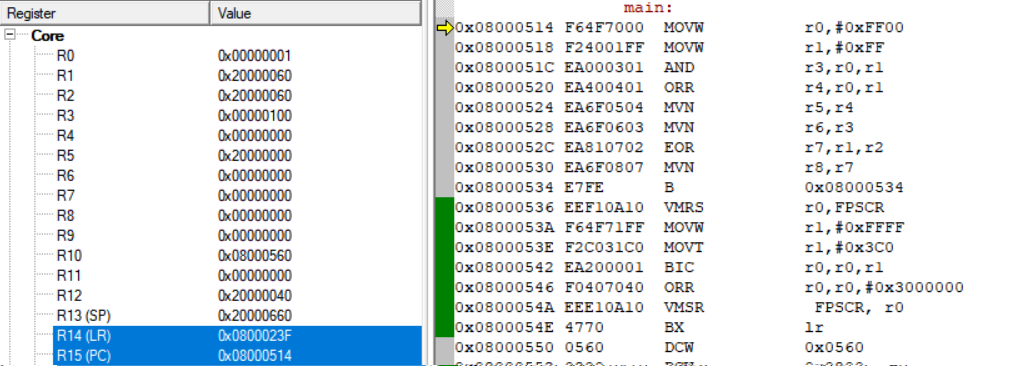 Register Value
Core
R0 0x00000001
R1 0x20000060
R2 0x20000060
R3 0x00000100
R4 0x00000000
R5 0x20000000
R6 0x00000000
R7 0x00000000
R8 0x00000000
R9 0x00000000
R10 0x08000560
R11 0x00000000
R12 0x20000040
R13 (SP) 0x20000660
R14 (LR) 0x0800023F
R15 (PC) 0x08000514
main:
0x08000514 F64F7000 MOVW r0,#0xFF00
0x08000518 F24001FF MOVW r1,#0xFF
0x0800051C EA000301 AND r3,r0,r1
0x08000520 EA400401 ORR r4,r0,r1
0x08000524 EA6F0504 MVN r5,r4
0x08000528 EA6F0603 MVN r6,r3
0x0800052C EA810702 EOR r7,r1,r2
0x08000530 EA6F0807 MVN r8,r7
0x08000534 E7FE B 0x08000534
0x08000536 EEF10A10 VMRS r0,FPSCR
0x0800053A F64F71FF MOVW r1,#0xFFFF
0x0800053E F2C031C0 MOVT r1,#0x3C0
0x08000542 EA200001 BIC r0,r0,r1
0x08000546 F0407040 ORR r0,r0,#0x3000000
0x0800054A EEE10A10 VMSR FPSCR, r0
0x0800054E 4770 BX lr
0x08000550 0560 DCW 0x0560